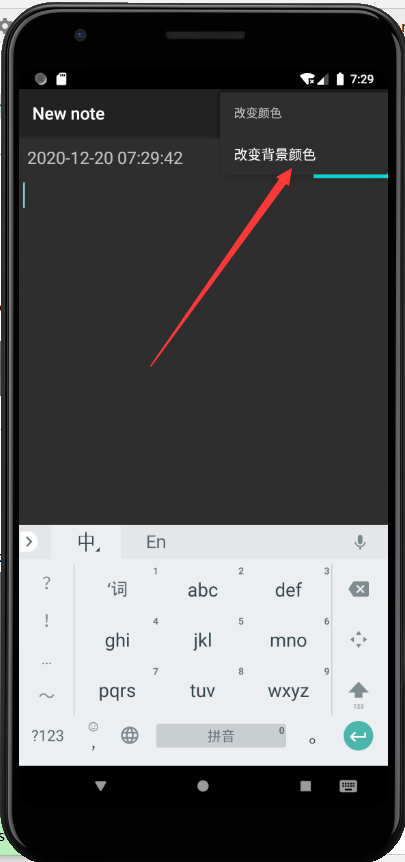 7:29
New note
改变颜色
改变背景颜色
2020-12-20 07:29:42
中 En
? '词 1 abc 2 def 3
! ghi 4 jkl 5 mno 6
… pqrs 7 tuv 8 wxyz 9
～ 123
?123 , 拼音 0 。
s